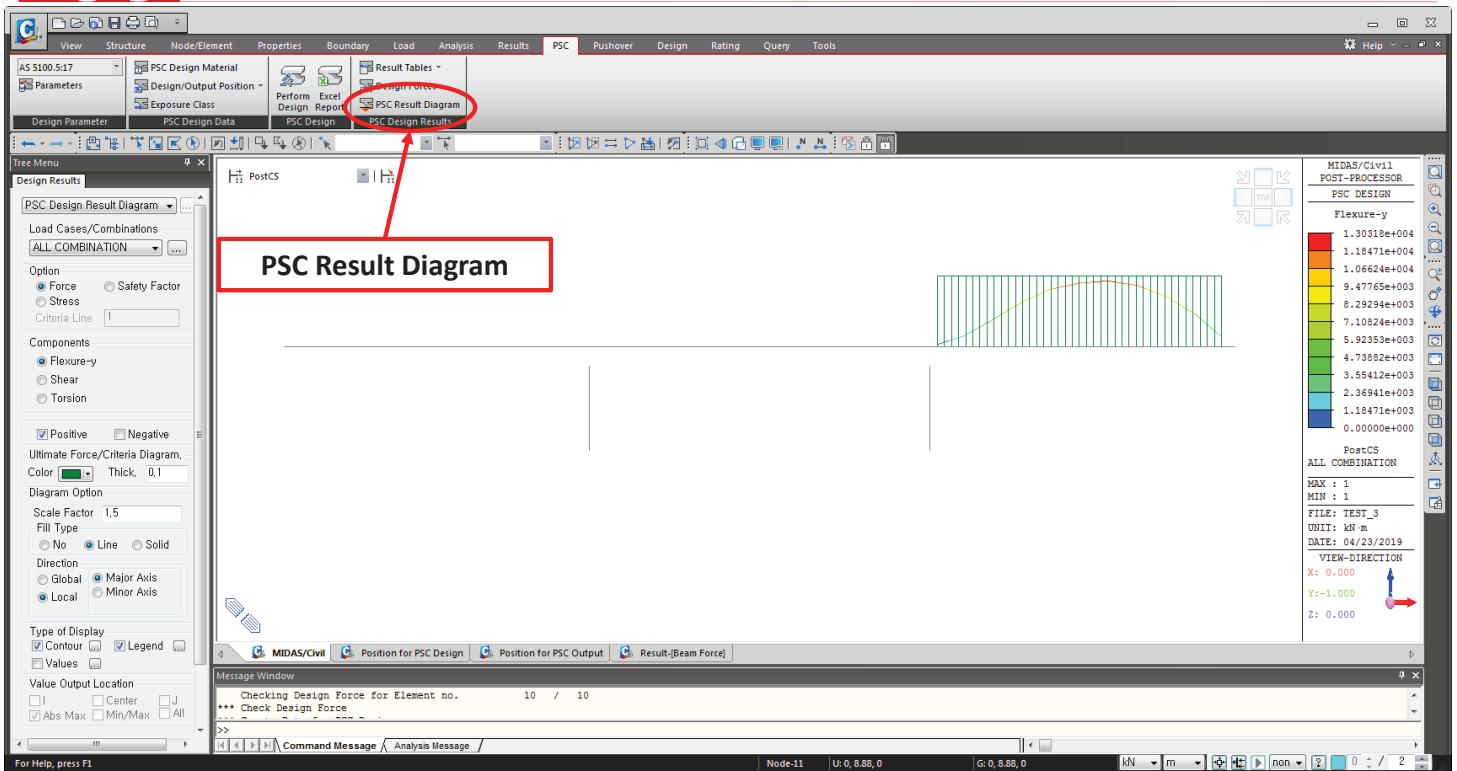 View Structure Node/Element Properties Boundary Load Analysis Results PSC Pushover Design Rating Query Tools Help
AS 5100.5:17
Parameters
Design Parameter
PSC Design Material
Design/Output Position
Exposure Class
PSC Design Data
Perform Design
Excel Report
PSC Design
Result Tables
Design Forces
PSC Result Diagram
PSC Design Results
Tree Menu
Design Results
PSC Design Result Diagram ...
Load Cases/Combinations
ALL COMBINATION ...
Option
Force Safety Factor
Stress
Criteria Line 1
Components
Flexure-y
Shear
Torsion
Positive Negative
Ultimate Force/Criteria Diagram,
Color Thick, 0,1
Diagram Option
Scale Factor 1,5
Fill Type
No Line Solid
Direction
Global Major Axis
Local Minor Axis
Type of Display
Contour ... Legend ...
Values ...
Value Output Location
I Center J
Abs Max Min/Max All
PostCS
PSC Result Diagram
TOP
MIDAS/Civil
POST-PROCESSOR
PSC DESIGN
Flexure-y
1.30318e+004
1.18471e+004
1.06624e+004
9.47765e+003
8.29294e+003
7.10824e+003
5.92353e+003
4.73882e+003
3.55412e+003
2.36941e+003
1.18471e+003
0.00000e+000
PostCS
ALL COMBINATION
MAX : 1
MIN : 1
FILE: TEST_3
UNIT: kN·m
DATE: 04/23/2019
VIEW-DIRECTION
X: 0.000
Y:-1.000
Z: 0.000
MIDAS/Civil Position for PSC Design Position for PSC Output Result-[Beam Force]
Message Window
Checking Design Force for Element no. 10 / 10
*** Check Design Force
>>
Command Message Analysis Message
For Help, press F1 Node-11 U: 0, 8.88, 0 G: 0, 8.88, 0 kN m non ? 0 / 2